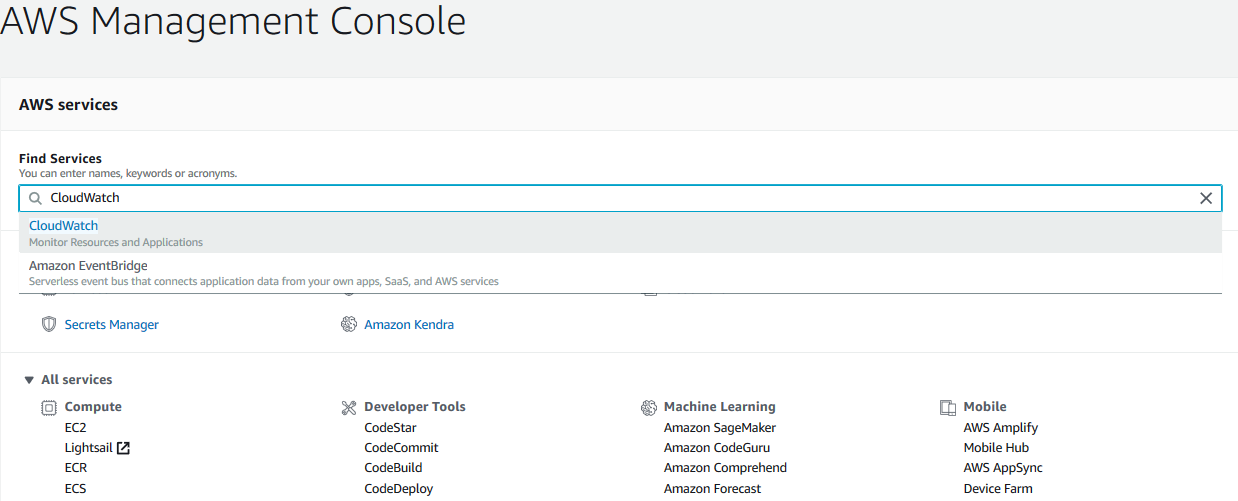 AWS Management Console
AWS services
Find Services
You can enter names, keywords or acronyms.
CloudWatch
CloudWatch
Monitor Resources and Applications
Amazon EventBridge
Serverless event bus that connects application data from your own apps, SaaS, and AWS services
Secrets Manager Amazon Kendra
All services
Compute Developer Tools Machine Learning Mobile
EC2 CodeStar Amazon SageMaker AWS Amplify
Lightsail CodeCommit Amazon CodeGuru Mobile Hub
ECR CodeBuild Amazon Comprehend AWS AppSync
ECS CodeDeploy Amazon Forecast Device Farm